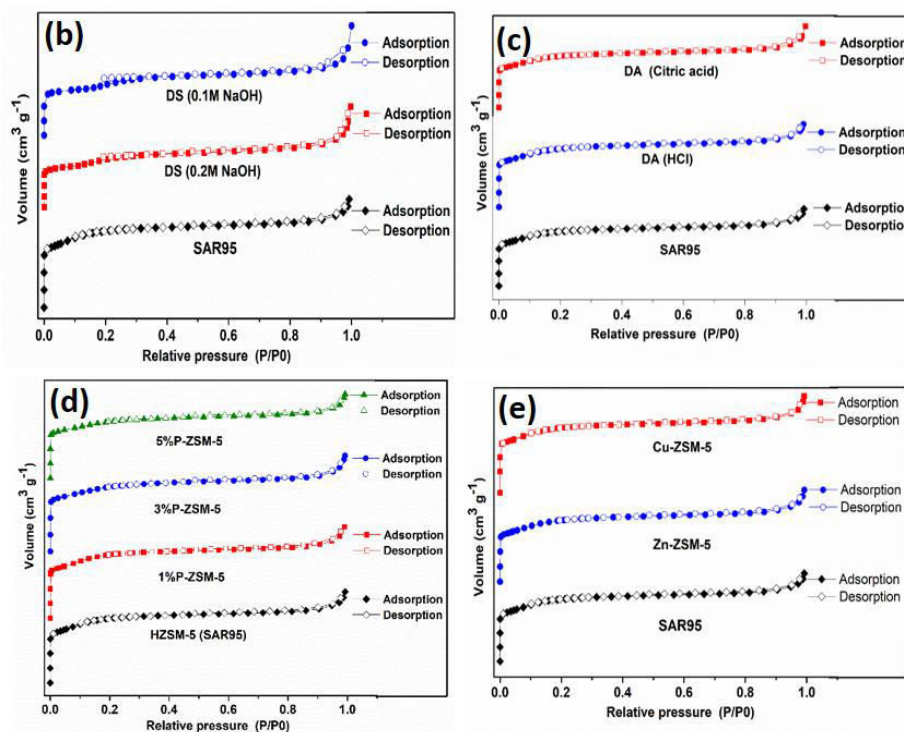 (b)
Adsorption
Desorption
DS (0.1M NaOH)
Adsorption
Desorption
DS (0.2M NaOH)
Adsorption
Desorption
SAR95
Volume (cm³ g⁻¹)
0.0 0.2 0.4 0.6 0.8 1.0
Relative pressure (P/P0)
(c)
Adsorption
Desorption
DA (Citric acid)
Adsorption
Desorption
DA (HCl)
Adsorption
Desorption
SAR95
Volume (cm³ g⁻¹)
0.0 0.2 0.4 0.6 0.8 1.0
Relative pressure (P/P0)
(d)
Adsorption
Desorption
5%P-ZSM-5
Adsorption
Desorption
3%P-ZSM-5
Adsorption
Desorption
1%P-ZSM-5
Adsorption
Desorption
HZSM-5 (SAR95)
Volume (cm³ g⁻¹)
0.0 0.2 0.4 0.6 0.8 1.0
Relative pressure (P/P0)
(e)
Adsorption
Desorption
Cu-ZSM-5
Adsorption
Desorption
Zn-ZSM-5
Adsorption
Desorption
SAR95
Volume (cm³ g⁻¹)
0.0 0.2 0.4 0.6 0.8 1.0
Relative pressure (P/P0)